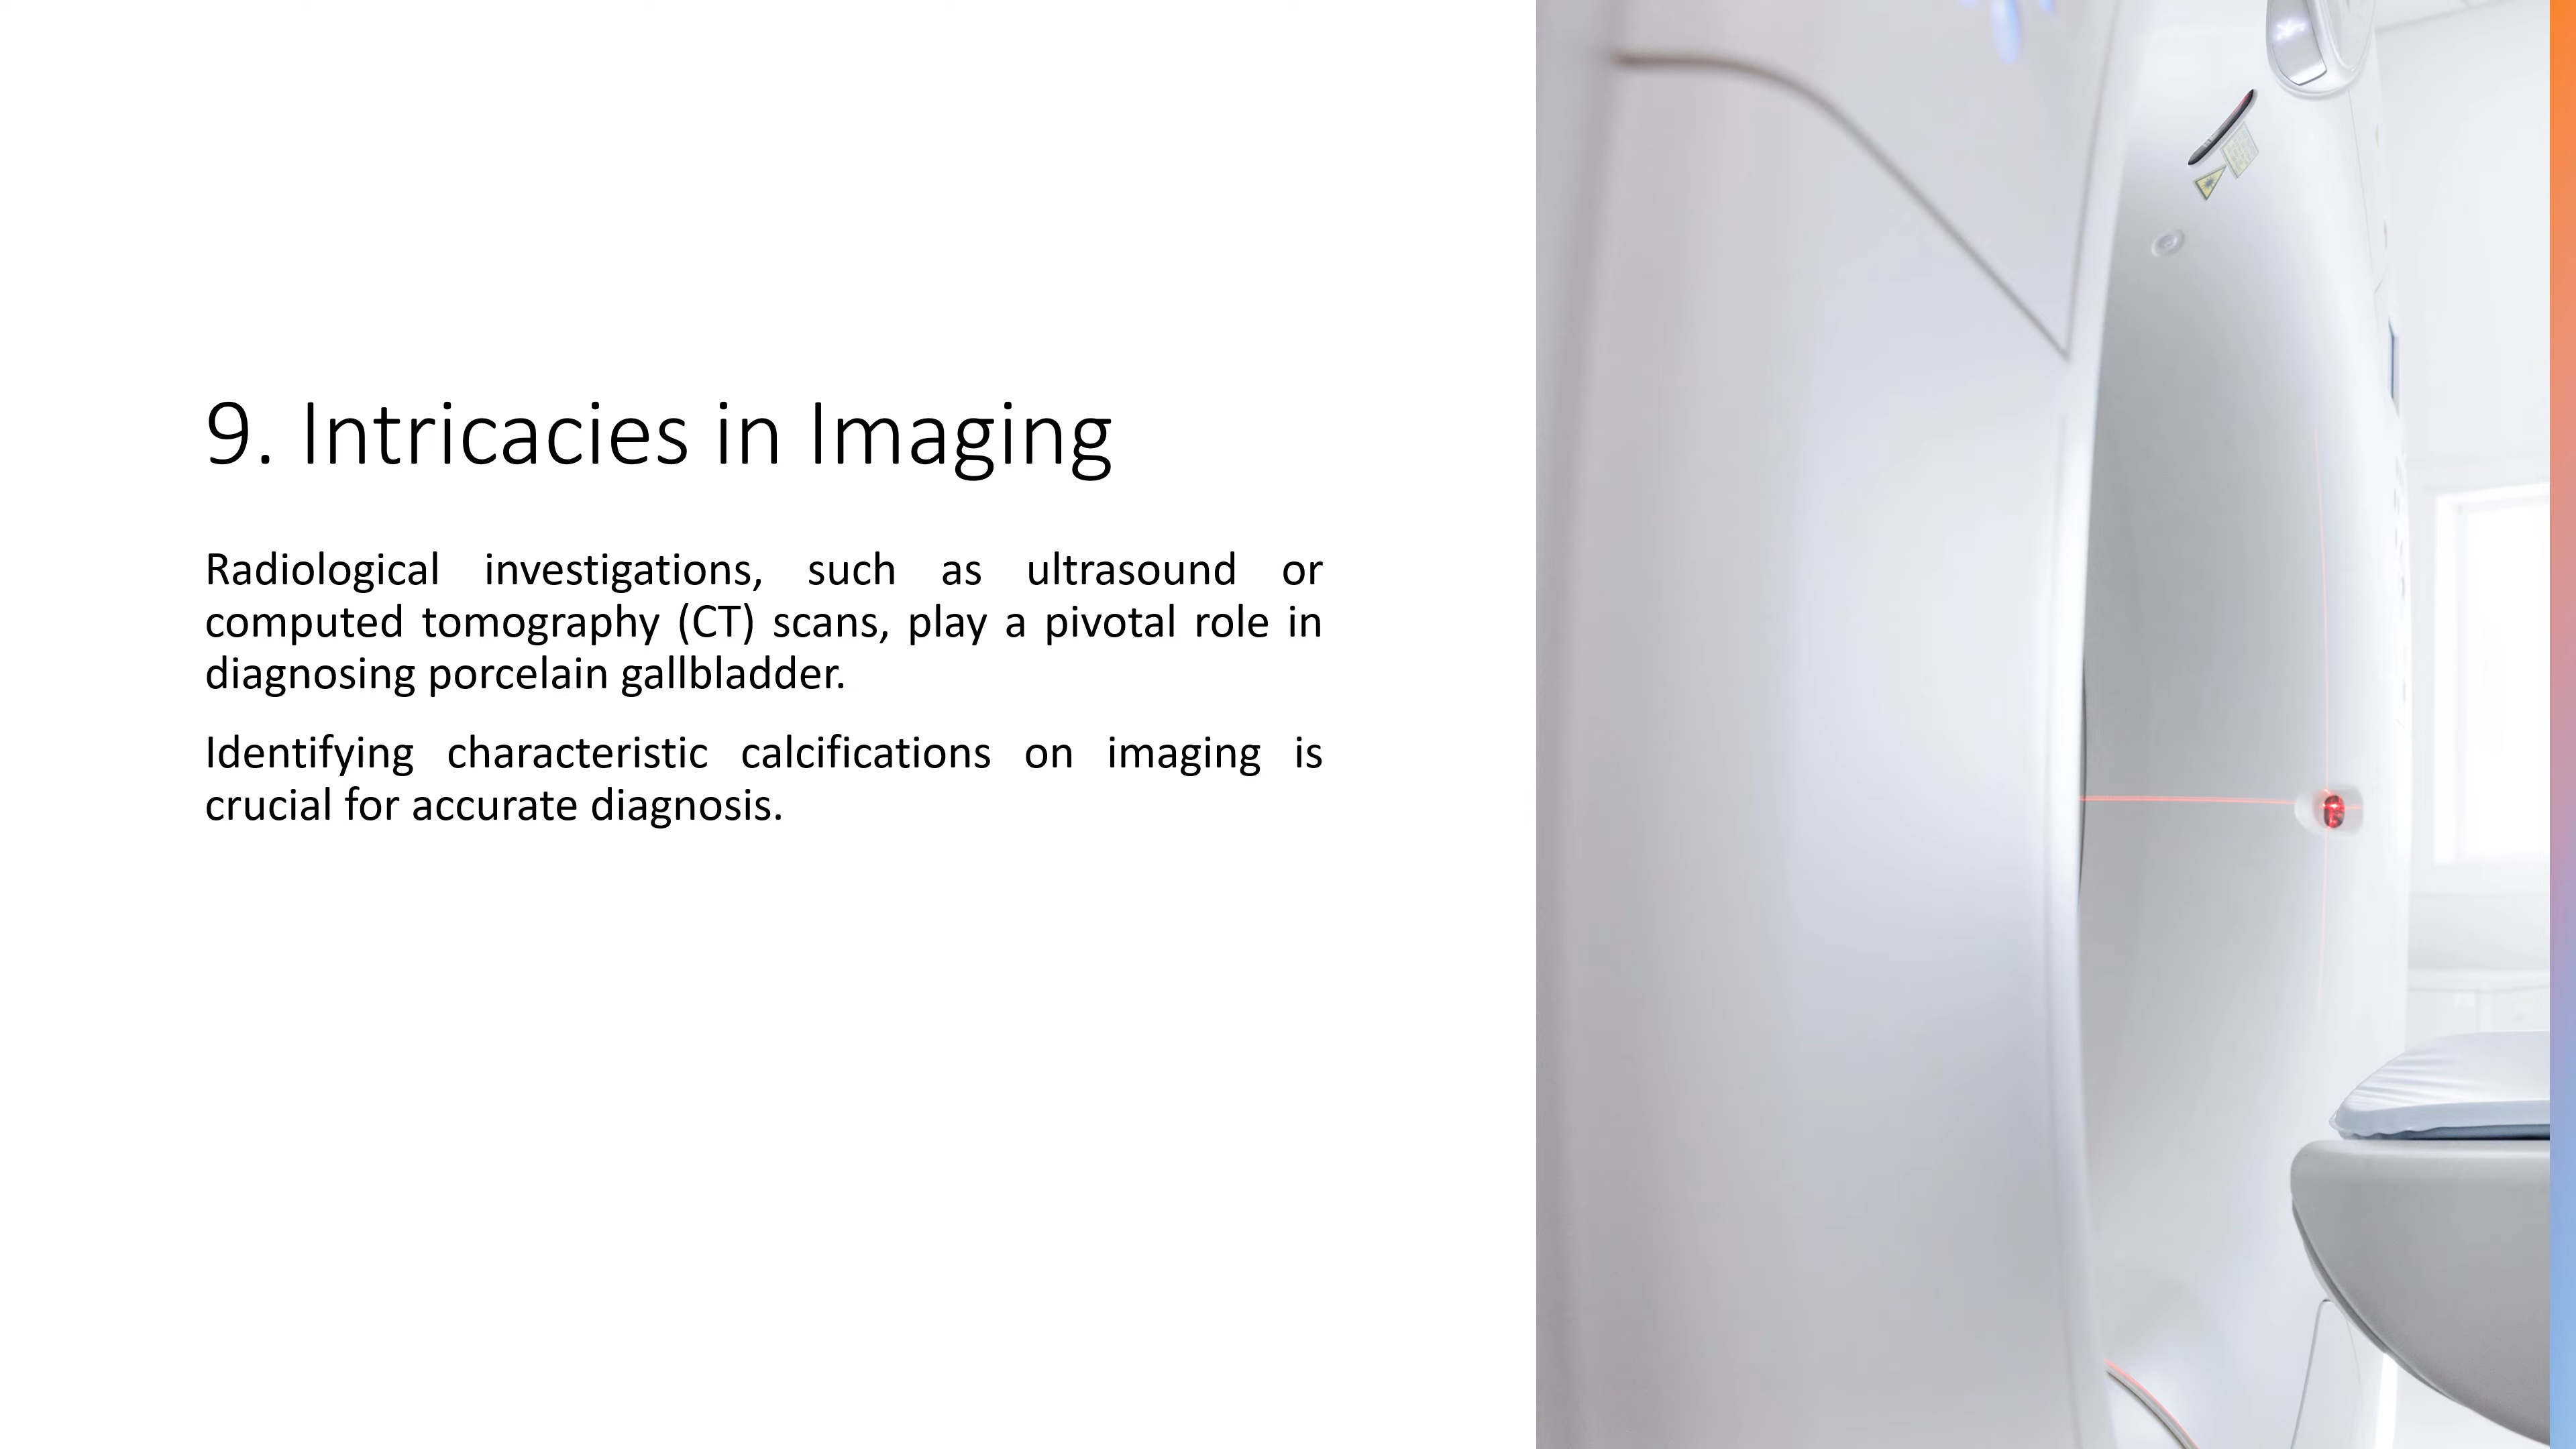 9. Intricacies in Imaging
Radiological investigations, such as ultrasound or
computed tomography (CT) scans, play a pivotal role in
diagnosing porcelain gallbladder.
Identifying characteristic calcifications on imaging is
crucial for accurate diagnosis.